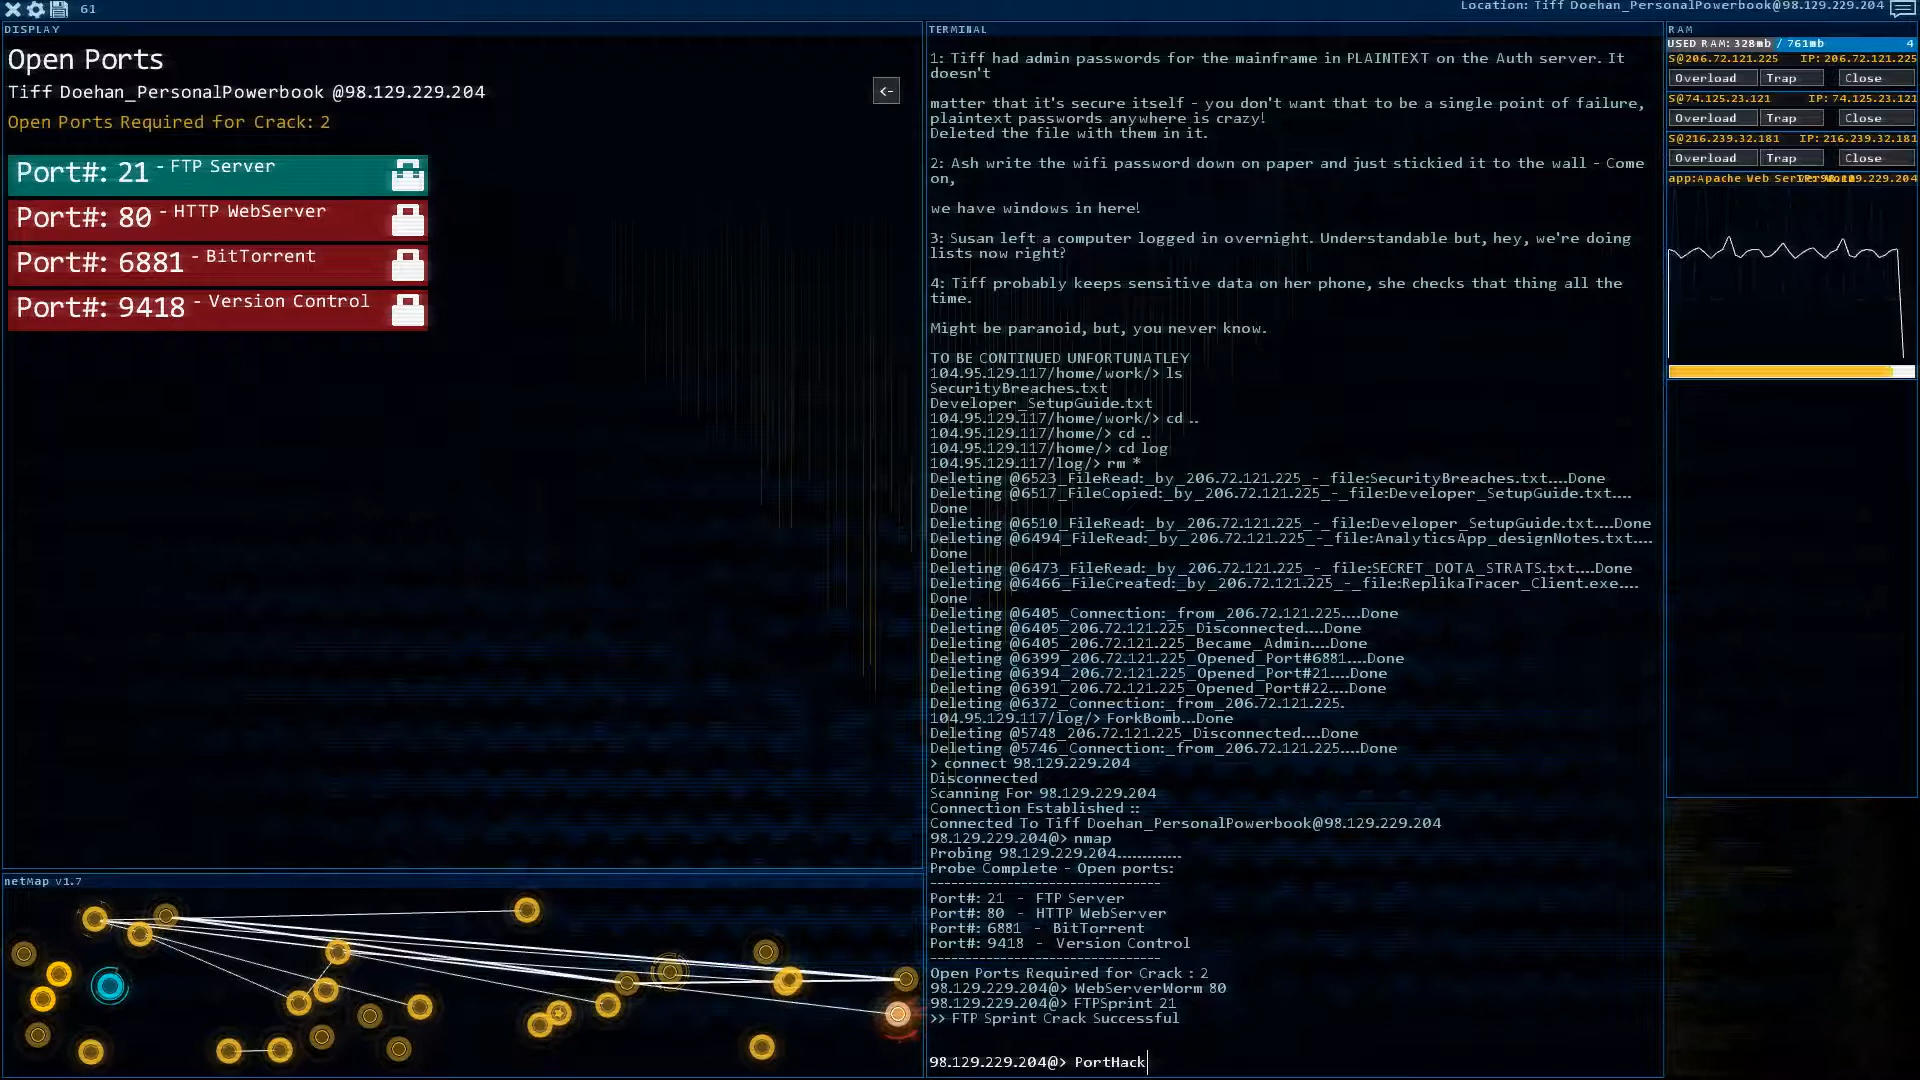 61
Location: Tiff Doehan_PersonalPowerbook@98.129.229.204
DISPLAY
Open Ports
Tiff Doehan_PersonalPowerbook @98.129.229.204
<-
Open Ports Required for Crack: 2
Port#: 21 - FTP Server
Port#: 80 - HTTP WebServer
Port#: 6881 - BitTorrent
Port#: 9418 - Version Control
netMap v1.7
TERMINAL
1: Tiff had admin passwords for the mainframe in PLAINTEXT on the Auth server. It
doesn't
matter that it's secure itself - you don't want that to be a single point of failure,
plaintext passwords anywhere is crazy!
Deleted the file with them in it.
2: Ash write the wifi password down on paper and just stickied it to the wall - Come
on,
we have windows in here!
3: Susan left a computer logged in overnight. Understandable but, hey, we're doing
lists now right?
4: Tiff probably keeps sensitive data on her phone, she checks that thing all the
time.
Might be paranoid, but, you never know.
TO BE CONTINUED UNFORTUNATLEY
104.95.129.117/home/work/> ls
SecurityBreaches.txt
Developer_SetupGuide.txt
104.95.129.117/home/work/> cd ..
104.95.129.117/home/> cd ..
104.95.129.117/home/> cd log
104.95.129.117/log/> rm *
Deleting @6523_FileRead:_by_206.72.121.225_-_file:SecurityBreaches.txt....Done
Deleting @6517_FileCopied:_by_206.72.121.225_-_file:Developer_SetupGuide.txt....
Done
Deleting @6510_FileRead:_by_206.72.121.225_-_file:Developer_SetupGuide.txt....Done
Deleting @6494_FileRead:_by_206.72.121.225_-_file:AnalyticsApp_designNotes.txt....
Done
Deleting @6473_FileRead:_by_206.72.121.225_-_file:SECRET_DOTA_STRATS.txt....Done
Deleting @6466_FileCreated:_by_206.72.121.225_-_file:ReplikaTracer_Client.exe....
Done
Deleting @6405_Connection:_from_206.72.121.225....Done
Deleting @6405_206.72.121.225_Disconnected....Done
Deleting @6405_206.72.121.225_Became_Admin....Done
Deleting @6399_206.72.121.225_Opened_Port#6881....Done
Deleting @6394_206.72.121.225_Opened_Port#21....Done
Deleting @6391_206.72.121.225_Opened_Port#22....Done
Deleting @6372_Connection:_from_206.72.121.225.
104.95.129.117/log/> ForkBomb...Done
Deleting @5748_206.72.121.225_Disconnected....Done
Deleting @5746_Connection:_from_206.72.121.225....Done
> connect 98.129.229.204
Disconnected
Scanning For 98.129.229.204
Connection Established ::
Connected To Tiff Doehan_PersonalPowerbook@98.129.229.204
98.129.229.204@> nmap
Probing 98.129.229.204.............
Probe Complete - Open ports:
---------------------------------
Port#: 21  -  FTP Server
Port#: 80  -  HTTP WebServer
Port#: 6881  -  BitTorrent
Port#: 9418  -  Version Control
---------------------------------
Open Ports Required for Crack : 2
98.129.229.204@> WebServerWorm 80
98.129.229.204@> FTPSprint 21
>> FTP Sprint Crack Successful
98.129.229.204@> PortHack
RAM
USED RAM: 328mb / 761mb 4
S@206.72.121.225 IP: 206.72.121.225
Overload Trap Close
S@74.125.23.121 IP: 74.125.23.121
Overload Trap Close
S@216.239.32.181 IP: 216.239.32.181
Overload Trap Close
app:Apache Web